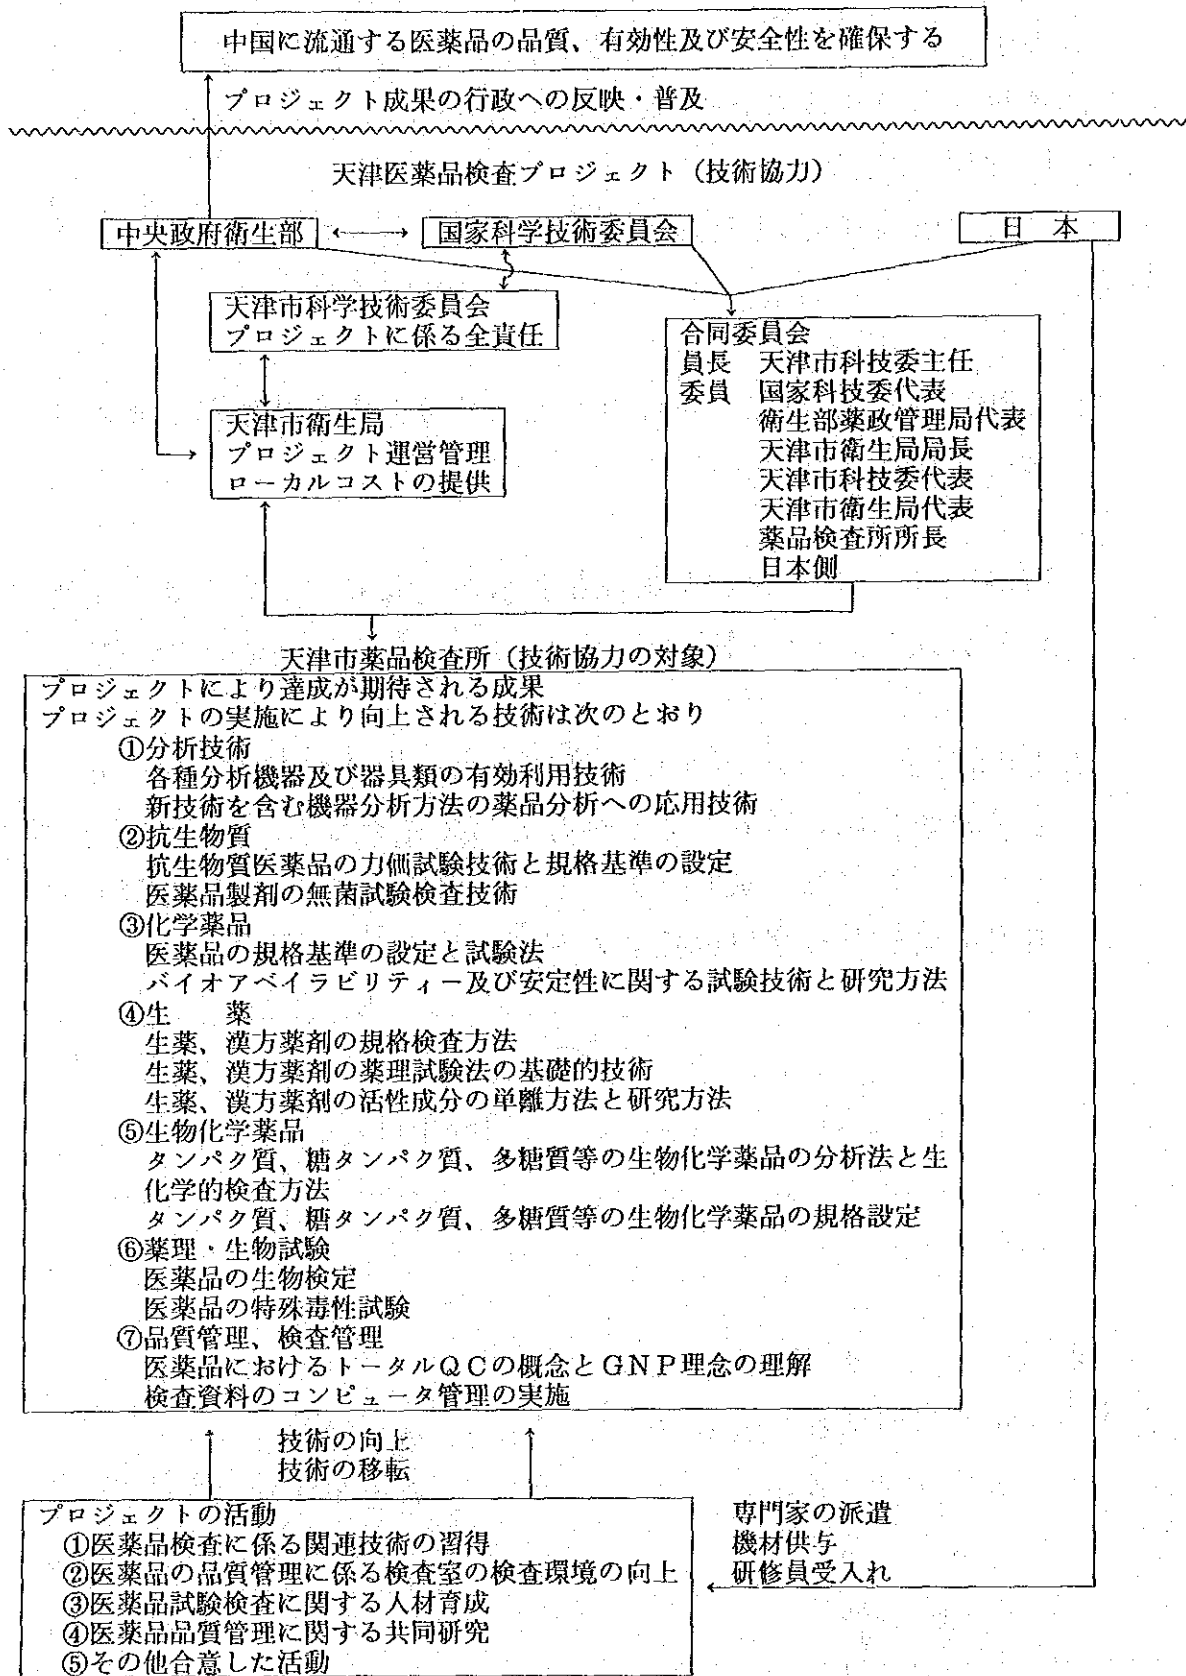 中国に流通する医薬品の品質、有効性及び安全性を確保する
プロジェクト成果の行政への反映・普及
天津医薬品検査プロジェクト（技術協力）
中央政府衛生部
国家科学技術委員会
日 本
天津市科学技術委員会
プロジェクトに係る全責任
天津市衛生局
プロジェクト運営管理
ローカルコストの提供
合同委員会
員長 天津市科技委主任
委員 国家科技委代表
衛生部薬政管理局代表
天津市衛生局局長
天津市科技委代表
天津市衛生局代表
薬品検査所所長
日本側
天津市薬品検査所（技術協力の対象）
プロジェクトにより達成が期待される成果
プロジェクトの実施により向上される技術は次のとおり
①分析技術
各種分析機器及び器具類の有効利用技術
新技術を含む機器分析方法の薬品分析への応用技術
②抗生物質
抗生物質医薬品の力価試験技術と規格基準の設定
医薬品製剤の無菌試験検査技術
③化学薬品
医薬品の規格基準の設定と試験法
バイオアベイラビリティー及び安定性に関する試験技術と研究方法
④生 薬
生薬、漢方薬剤の規格検査方法
生薬、漢方薬剤の薬理試験法の基礎的技術
生薬、漢方薬剤の活性成分の単離方法と研究方法
⑤生物化学薬品
タンパク質、糖タンパク質、多糖質等の生物化学薬品の分析法と生
化学的検査方法
タンパク質、糖タンパク質、多糖質等の生物化学薬品の規格設定
⑥薬理・生物試験
医薬品の生物検定
医薬品の特殊毒性試験
⑦品質管理、検査管理
医薬品におけるトータルQCの概念とGNP理念の理解
検査資料のコンピュータ管理の実施
技術の向上
技術の移転
プロジェクトの活動
①医薬品検査に係る関連技術の習得
②医薬品の品質管理に係る検査室の検査環境の向上
③医薬品試験検査に関する人材育成
④医薬品品質管理に関する共同研究
⑤その他合意した活動
専門家の派遣
機材供与
研修員受入れ